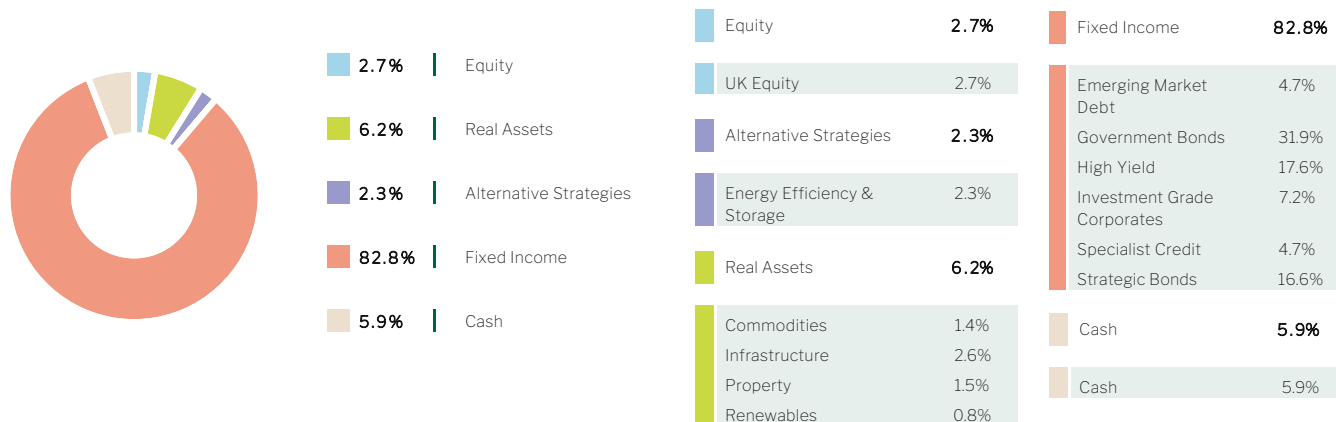 2.7% Equity
6.2% Real Assets
2.3% Alternative Strategies
82.8% Fixed Income
5.9% Cash
Equity 2.7%
UK Equity 2.7%
Alternative Strategies 2.3%
Energy Efficiency & 2.3%
Storage
Real Assets 6.2%
Commodities 1.4%
Infrastructure 2.6%
Property 1.5%
Renewables 0.8%
Fixed Income 82.8%
Emerging Market 4.7%
Debt
Government Bonds 31.9%
High Yield 17.6%
Investment Grade 7.2%
Corporates
Specialist Credit 4.7%
Strategic Bonds 16.6%
Cash 5.9%
Cash 5.9%